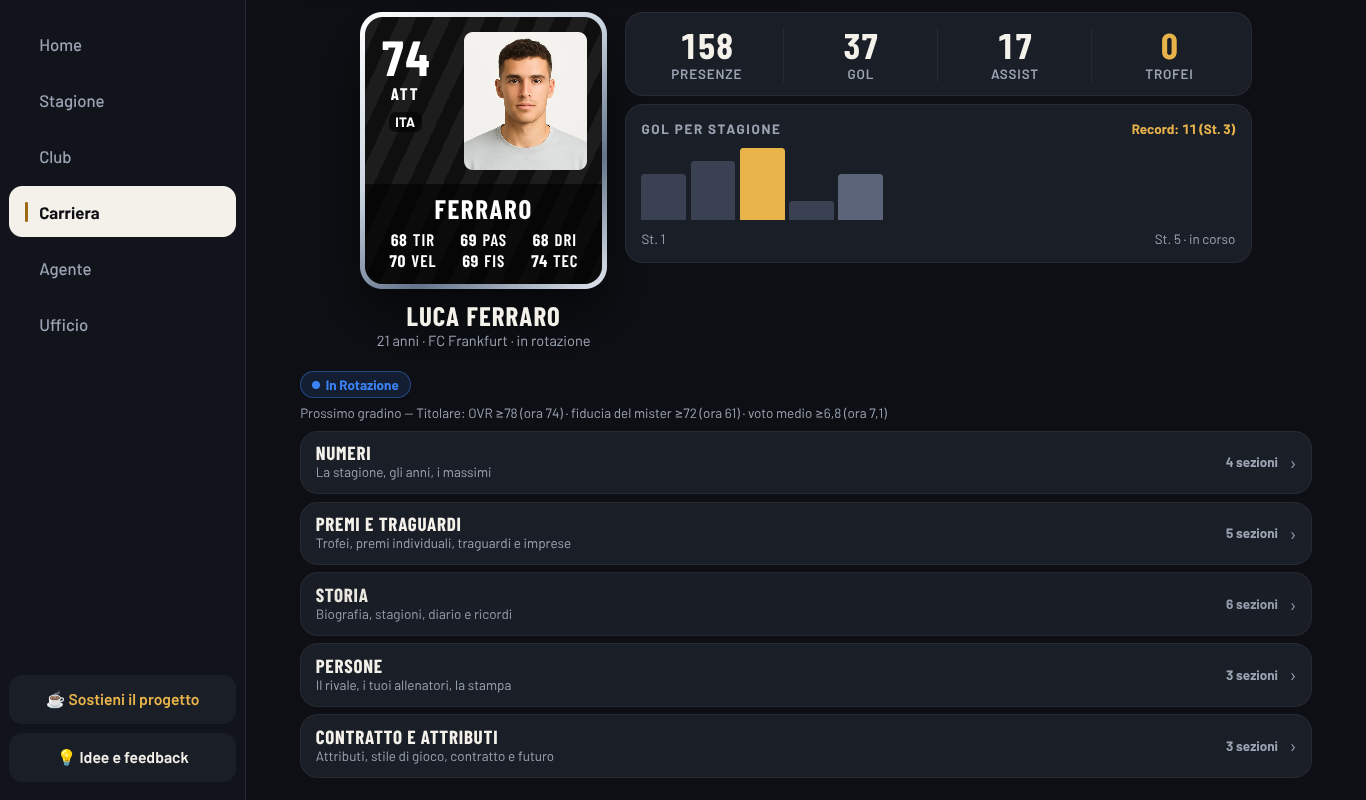 Home
Stagione
Club
Carriera
Agente
Ufficio
☕ Sostieni il progetto
💡 Idee e feedback
74
ATT
ITA
FERRARO
68 TIR 69 PAS 68 DRI
70 VEL 69 FIS 74 TEC
LUCA FERRARO
21 anni · FC Frankfurt · in rotazione
158 37 17 0
PRESENZE GOL ASSIST TROFEI
GOL PER STAGIONE Record: 11 (St. 3)
St. 1 St. 5 · in corso
In Rotazione
Prossimo gradino — Titolare: OVR ≥78 (ora 74) · fiducia del mister ≥72 (ora 61) · voto medio ≥6,8 (ora 7,1)
NUMERI
La stagione, gli anni, i massimi
4 sezioni ›
PREMI E TRAGUARDI
Trofei, premi individuali, traguardi e imprese
5 sezioni ›
STORIA
Biografia, stagioni, diario e ricordi
6 sezioni ›
PERSONE
Il rivale, i tuoi allenatori, la stampa
3 sezioni ›
CONTRATTO E ATTRIBUTI
Attributi, stile di gioco, contratto e futuro
3 sezioni ›